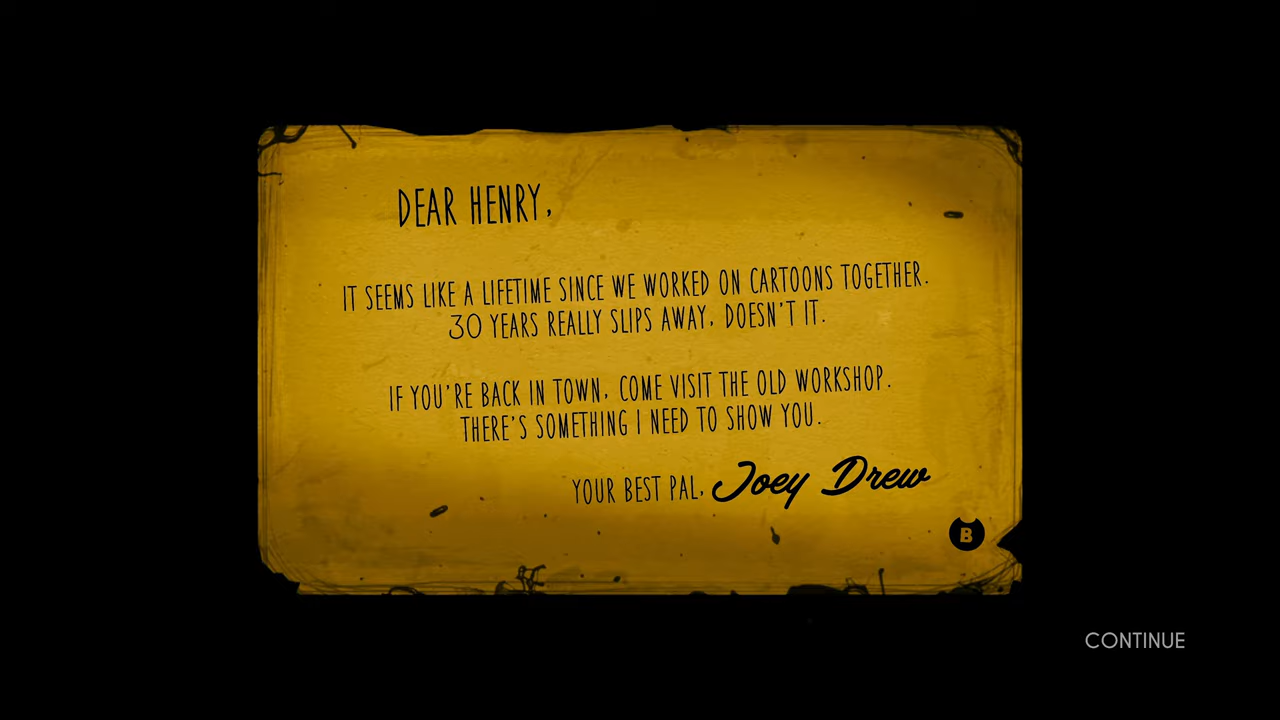 DEAR HENRY,
IT SEEMS LIKE A LIFETIME SINCE WE WORKED ON CARTOONS TOGETHER.
30 YEARS REALLY SLIPS AWAY, DOESN'T IT.
IF YOU'RE BACK IN TOWN, COME VISIT THE OLD WORKSHOP.
THERE'S SOMETHING I NEED TO SHOW YOU.
YOUR BEST PAL, Joey Drew
B
CONTINUE